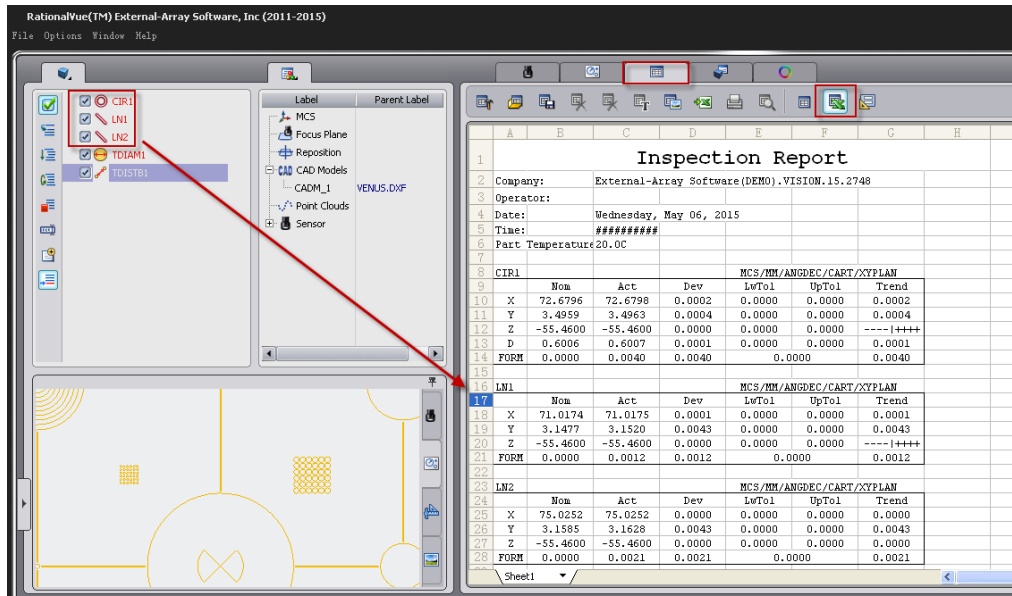 RationalVue(TM) External-Array Software, Inc (2011-2015)
File Options Window Help
CIR1
LN1
LN2
TDIAM1
TDISTB1
Label Parent Label
MCS
Focus Plane
Reposition
CAD Models
CADM_1 VENUS.DXF
Point Clouds
Sensor
A B C D E F G H
1 Inspection Report
2 Company: External-Array Software(DEMO).VISION.15.2748
3 Operator:
4 Date: Wednesday, May 06, 2015
5 Time: ##########
6 Part Temperature 20.0C
7
8 CIR1 MCS/MM/ANGDEC/CART/XYPLAN
9 Nom Act Dev LwTol UpTol Trend
10 X 72.6796 72.6798 0.0002 0.0000 0.0000 0.0002
11 Y 3.4959 3.4963 0.0004 0.0000 0.0000 0.0004
12 Z -55.4600 -55.4600 0.0000 0.0000 0.0000 ----|++++
13 D 0.6006 0.6007 0.0001 0.0000 0.0000 0.0001
14 FORM 0.0000 0.0040 0.0040 0.0000 0.0040
15
16 LN1 MCS/MM/ANGDEC/CART/XYPLAN
17 Nom Act Dev LwTol UpTol Trend
18 X 71.0174 71.0175 0.0001 0.0000 0.0000 0.0001
19 Y 3.1477 3.1520 0.0043 0.0000 0.0000 0.0043
20 Z -55.4600 -55.4600 0.0000 0.0000 0.0000 ----|++++
21 FORM 0.0000 0.0012 0.0012 0.0000 0.0012
22
23 LN2 MCS/MM/ANGDEC/CART/XYPLAN
24 Nom Act Dev LwTol UpTol Trend
25 X 75.0252 75.0252 0.0000 0.0000 0.0000 0.0000
26 Y 3.1585 3.1628 0.0043 0.0000 0.0000 0.0043
27 Z -55.4600 -55.4600 0.0000 0.0000 0.0000 0.0000
28 FORM 0.0000 0.0021 0.0021 0.0000 0.0021
Sheet1